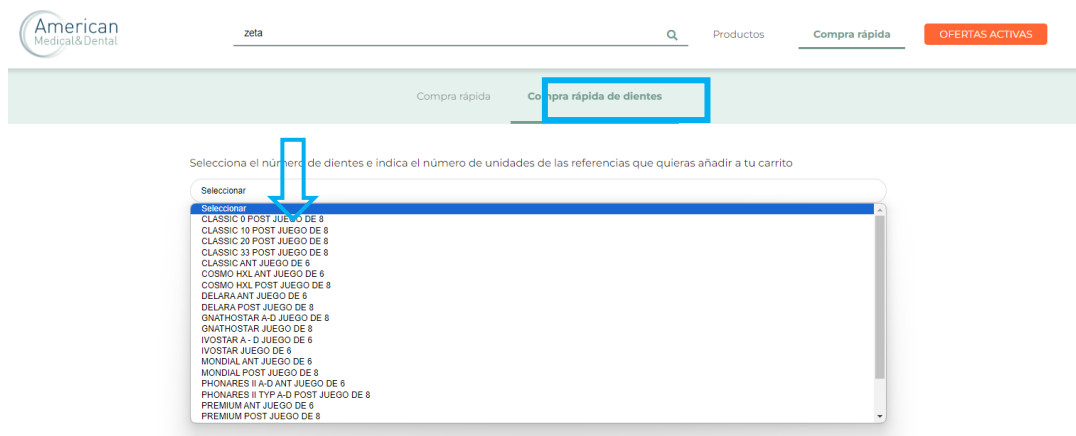 American
Medical&Dental
zeta
Productos
Compra rápida
OFERTAS ACTIVAS
Compra rápida
Compra rápida de dientes
Selecciona el número de dientes e indica el número de unidades de las referencias que quieras añadir a tu carrito
Seleccionar
Seleccionar
CLASSIC 0 POST JUEGO DE 8
CLASSIC 10 POST JUEGO DE 8
CLASSIC 20 POST JUEGO DE 8
CLASSIC 33 POST JUEGO DE 8
CLASSIC ANT JUEGO DE 6
COSMO HXL ANT JUEGO DE 6
COSMO HXL POST JUEGO DE 8
DELARA ANT JUEGO DE 6
DELARA POST JUEGO DE 8
GNATHOSTAR A-D JUEGO DE 8
GNATHOSTAR JUEGO DE 8
IVOSTAR A - D JUEGO DE 6
IVOSTAR JUEGO DE 6
MONDIAL ANT JUEGO DE 6
MONDIAL POST JUEGO DE 8
PHONARES II A-D ANT JUEGO DE 6
PHONARES II TYP A-D POST JUEGO DE 8
PREMIUM ANT JUEGO DE 6
PREMIUM POST JUEGO DE 8